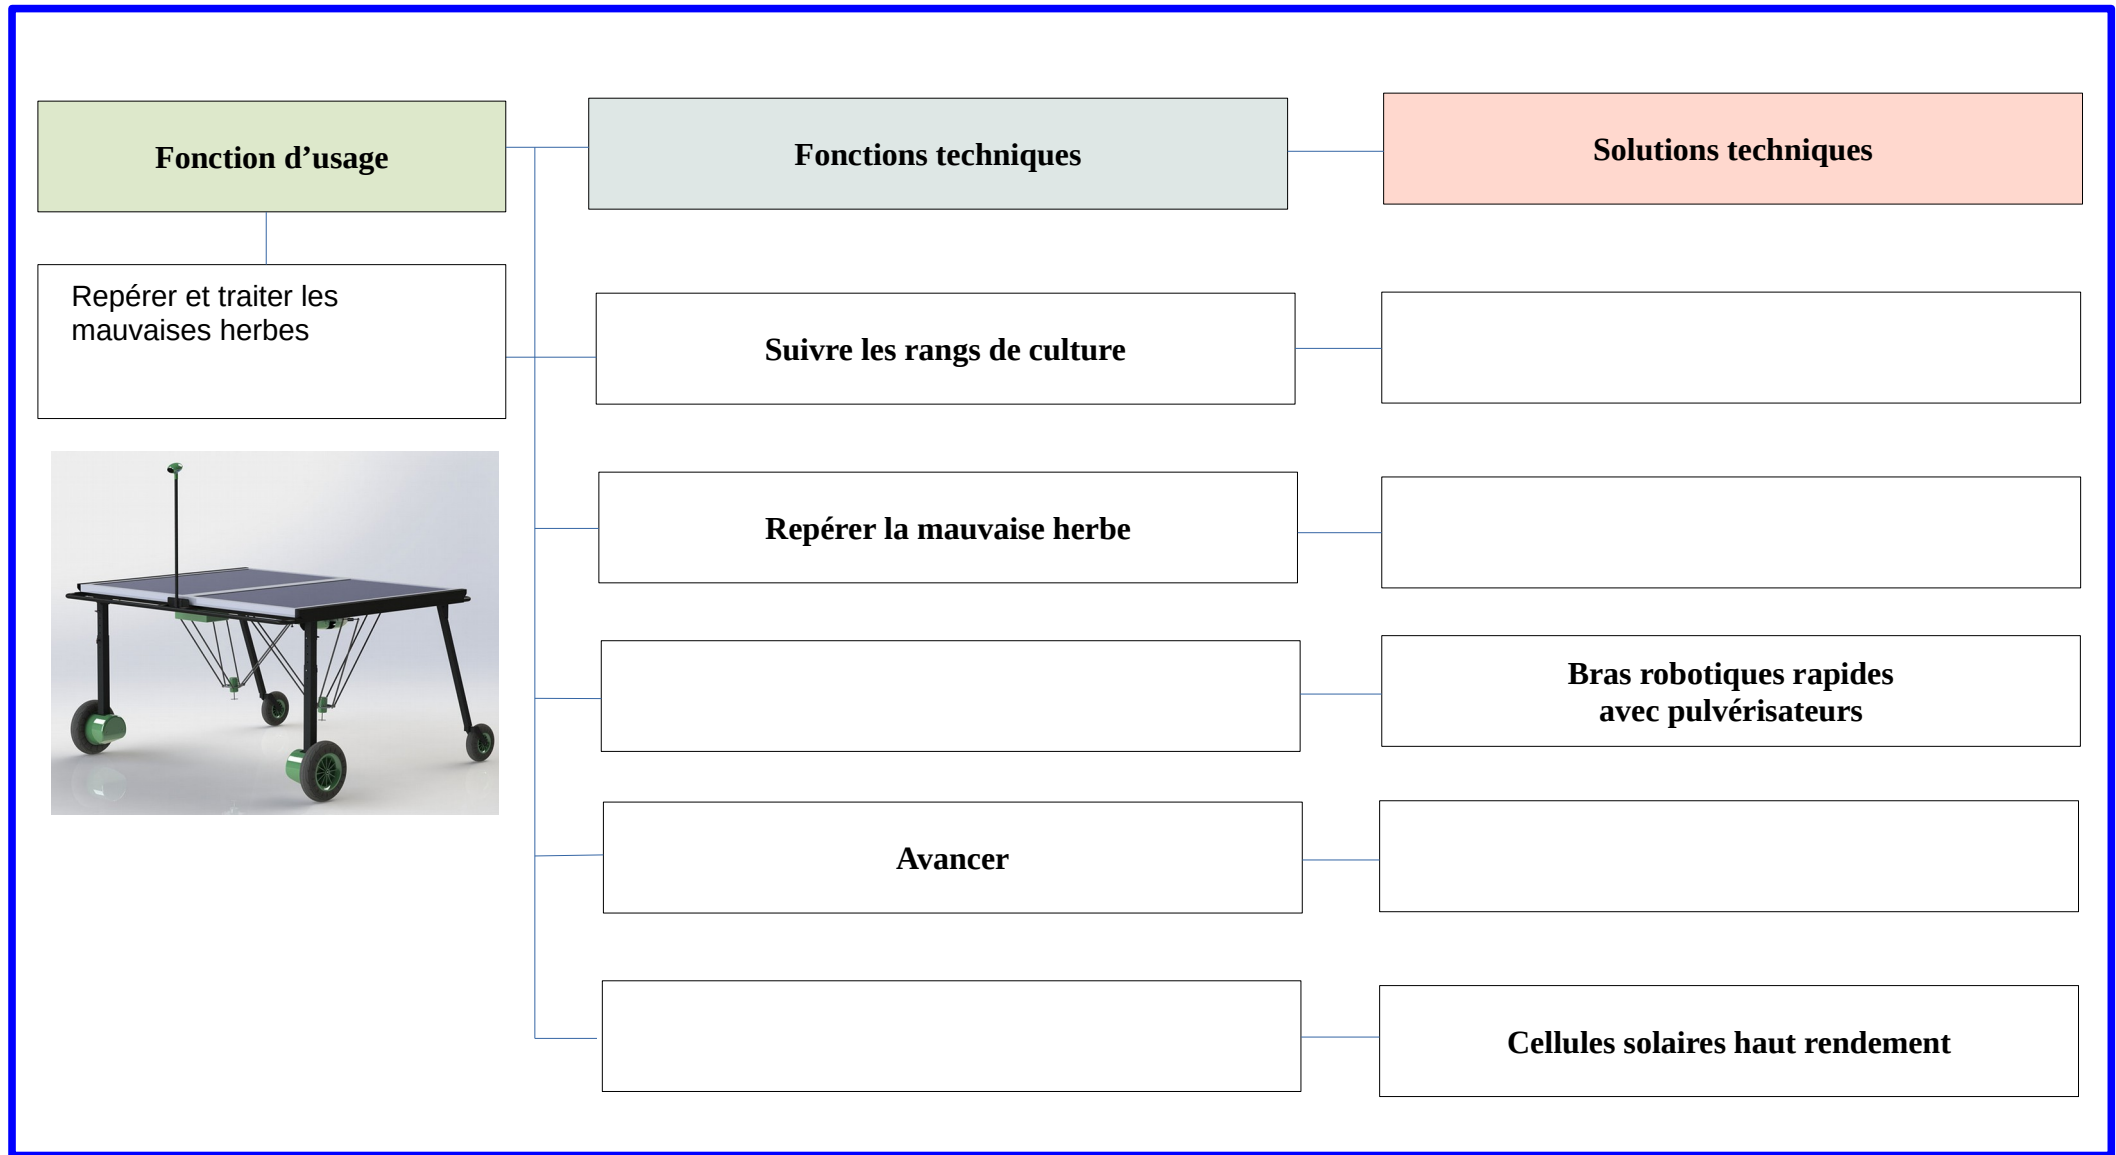 Fonction d’usage
Fonctions techniques
Solutions techniques
Repérer et traiter les
mauvaises herbes
Suivre les rangs de culture
Repérer la mauvaise herbe
Bras robotiques rapides
avec pulvérisateurs
Avancer
Cellules solaires haut rendement